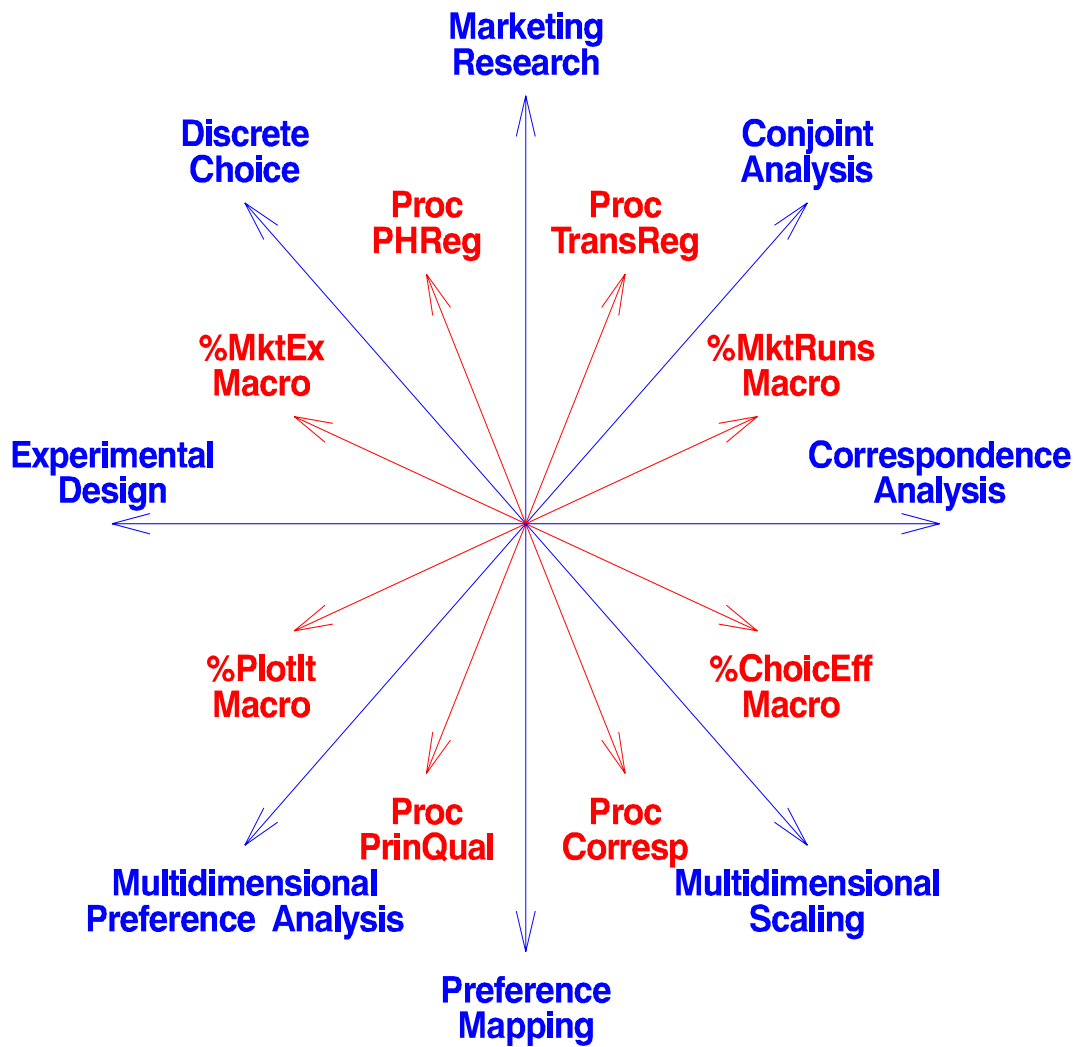 Marketing
Research
Discrete
Choice
Conjoint
Analysis
Proc
PHReg
Proc
TransReg
%MktEx
Macro
%MktRuns
Macro
Experimental
Design
Correspondence
Analysis
%PlotIt
Macro
%ChoicEff
Macro
Proc
PrinQual
Proc
Corresp
Multidimensional
Preference Analysis
Multidimensional
Scaling
Preference
Mapping